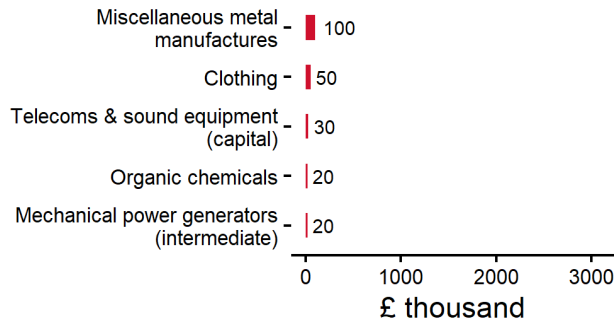 Miscellaneous metal
manufactures
100
Clothing
50
Telecoms & sound equipment
(capital)
30
Organic chemicals
20
Mechanical power generators
(intermediate)
20
0 1000 2000 3000
£ thousand